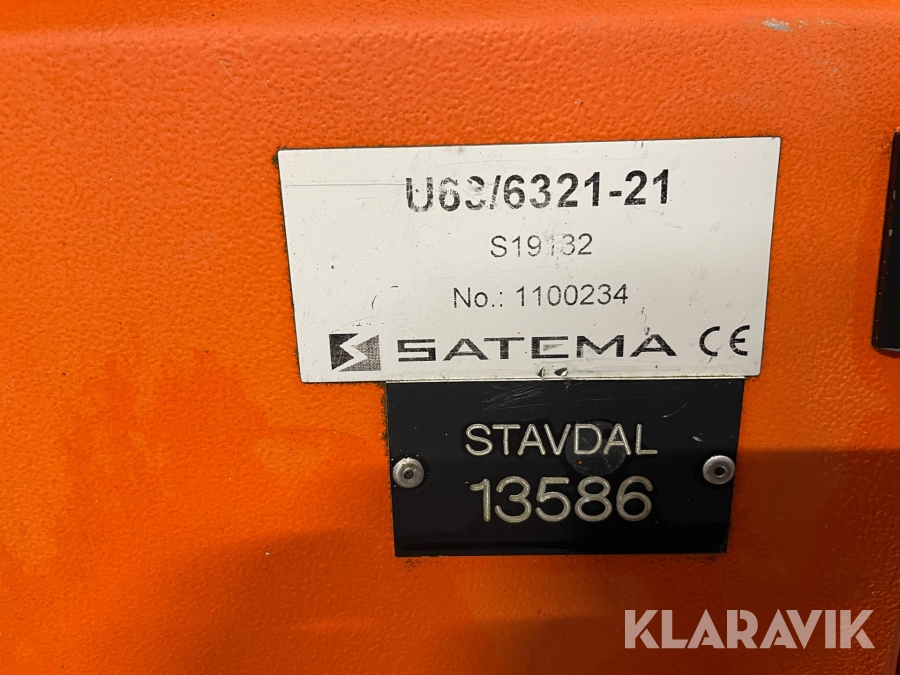 U63/6321-21
S19132
No.: 1100234
SATEMA CE
STAVDAL
13586
KLARAVIK